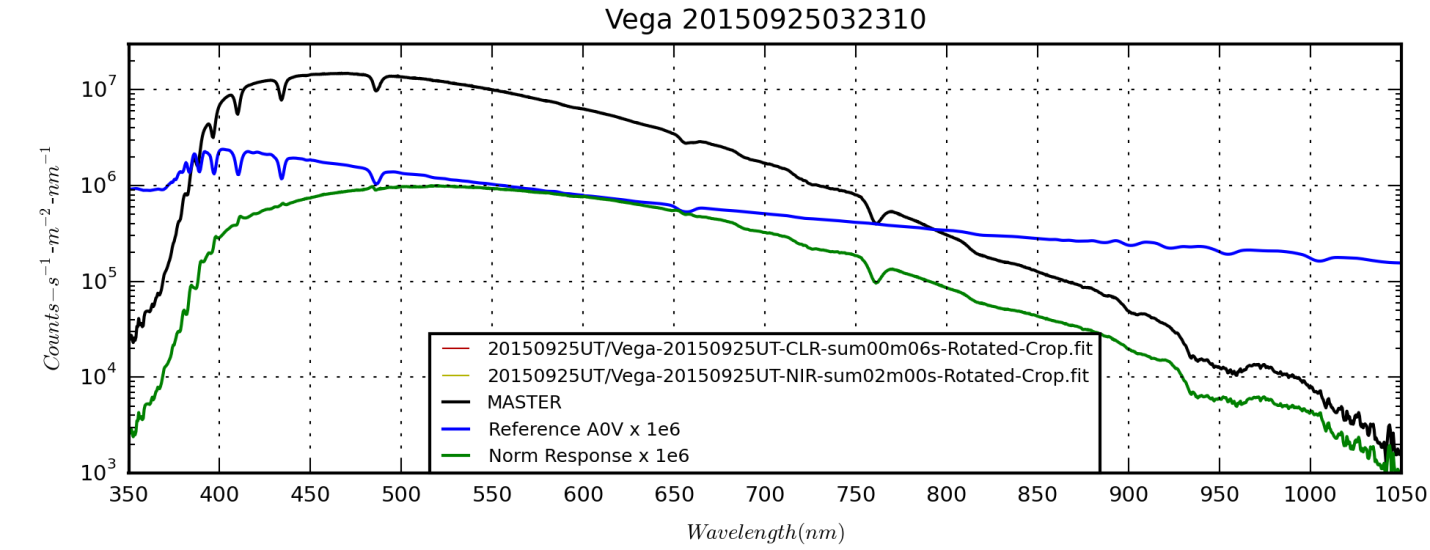 Vega 20150925032310
Counts−s⁻¹-m⁻²-nm⁻¹
10⁷
10⁶
10⁵
10⁴
10³
20150925UT/Vega-20150925UT-CLR-sum00m06s-Rotated-Crop.fit
20150925UT/Vega-20150925UT-NIR-sum02m00s-Rotated-Crop.fit
MASTER
Reference A0V x 1e6
Norm Response x 1e6
350 400 450 500 550 600 650 700 750 800 850 900 950 1000 1050
Wavelength(nm)